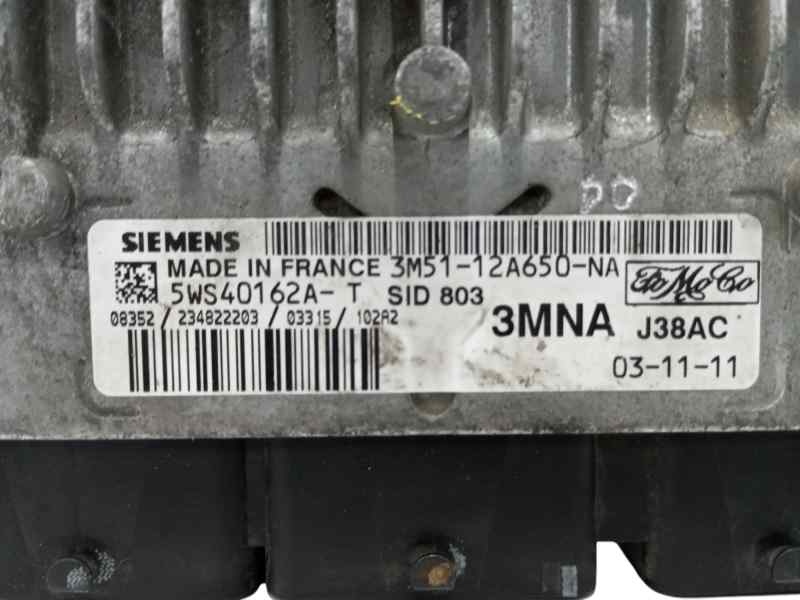 SIEMENS
MADE IN FRANCE 3M51-12A650-NA
5WS40162A-T SID 803 FoMoCo
08352 / 234822203 / 03315 / 102A2
3MNA J38AC
03-11-11